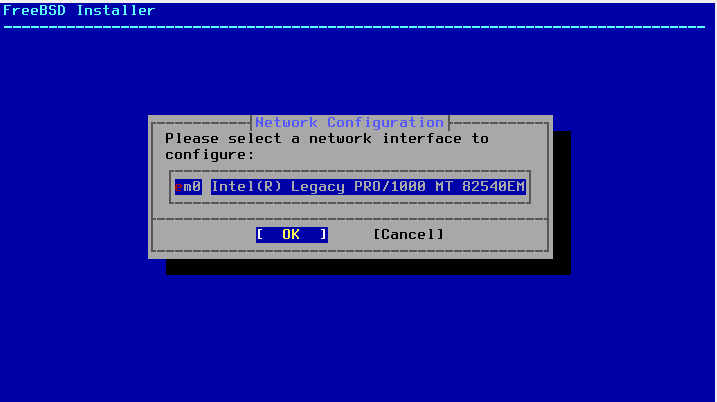 FreeBSD Installer
Network Configuration
Please select a network interface to
configure:
em0 Intel(R) Legacy PRO/1000 MT 82540EM
[ OK ] [Cancel]